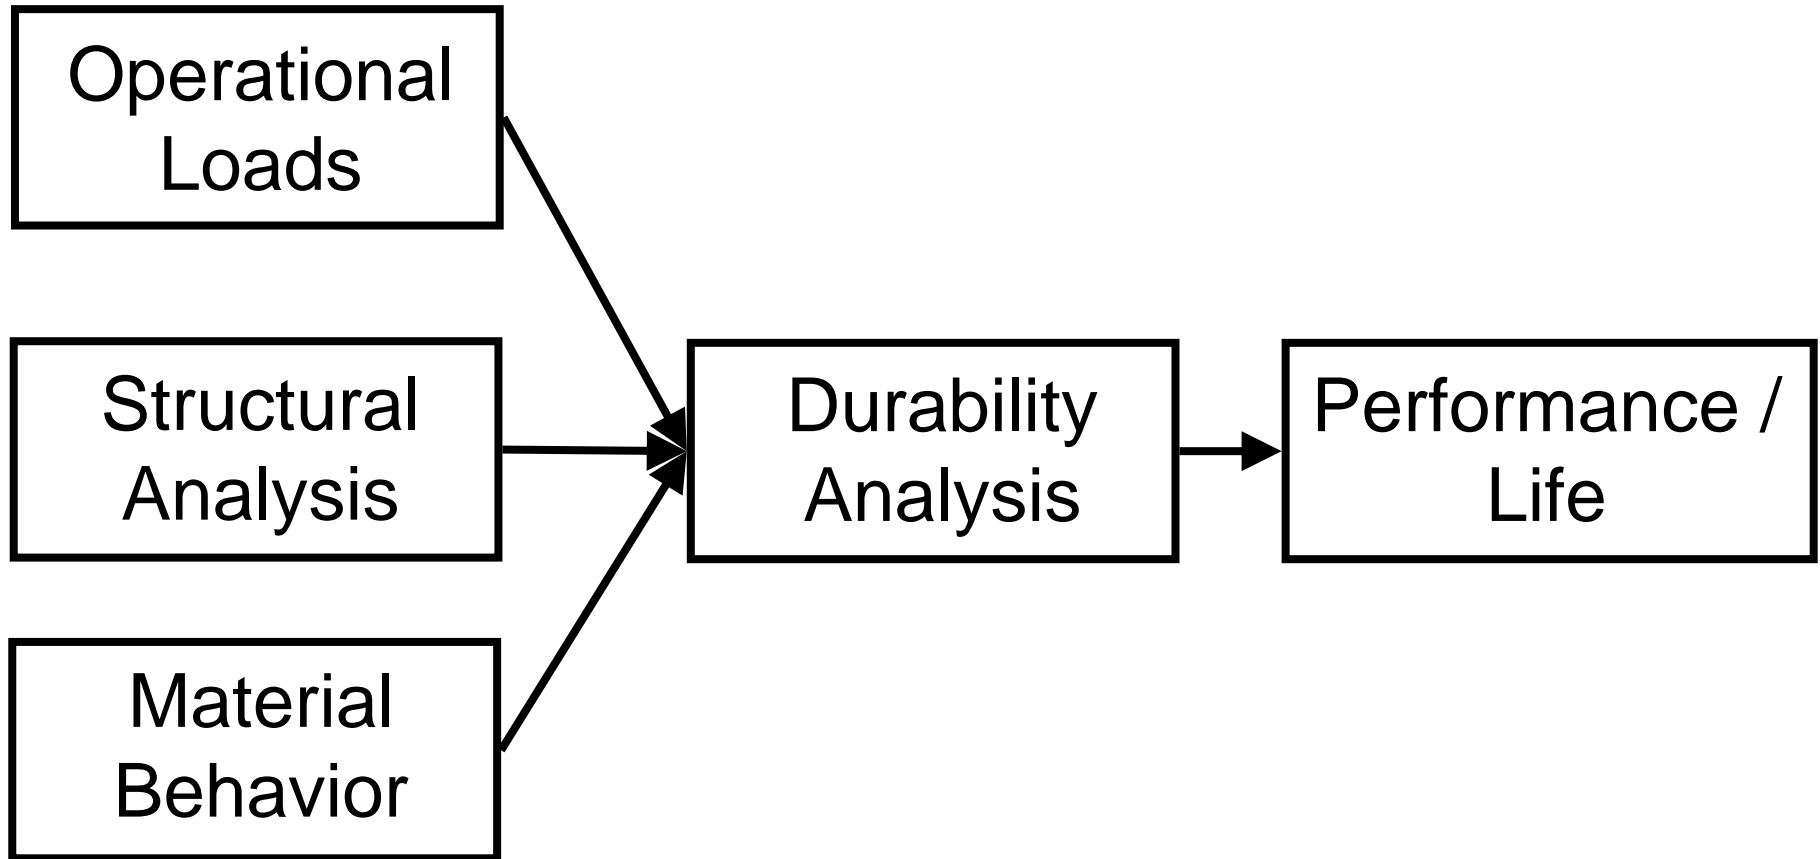 Operational
Loads
Structural
Analysis
Material
Behavior
Durability
Analysis
Performance /
Life